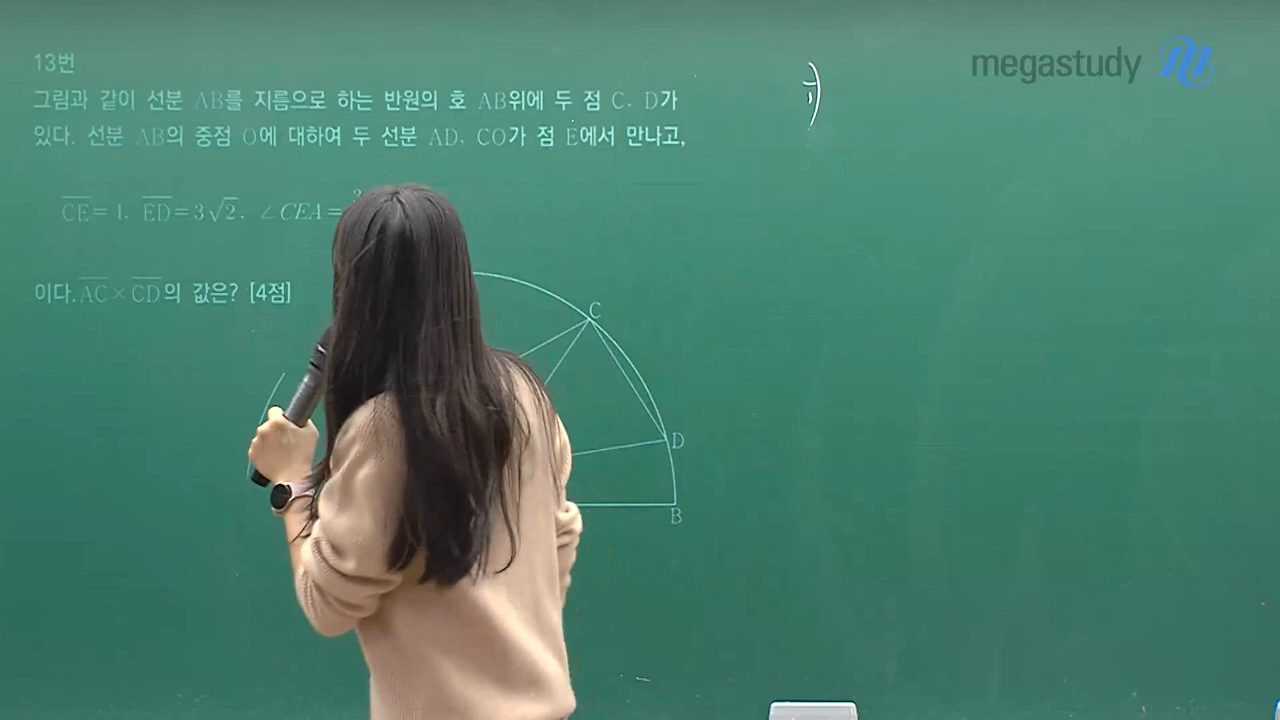 megastudy
13번
그림과 같이 선분 AB를 지름으로 하는 반원의 호 AB위에 두 점 C, D가
있다. 선분 AB의 중점 O에 대하여 두 선분 AD, CO가 점 E에서 만나고,
CE=4, ED=3√2, ∠CEA=
이다. AC×CD의 값은? [4점]
C
D
B